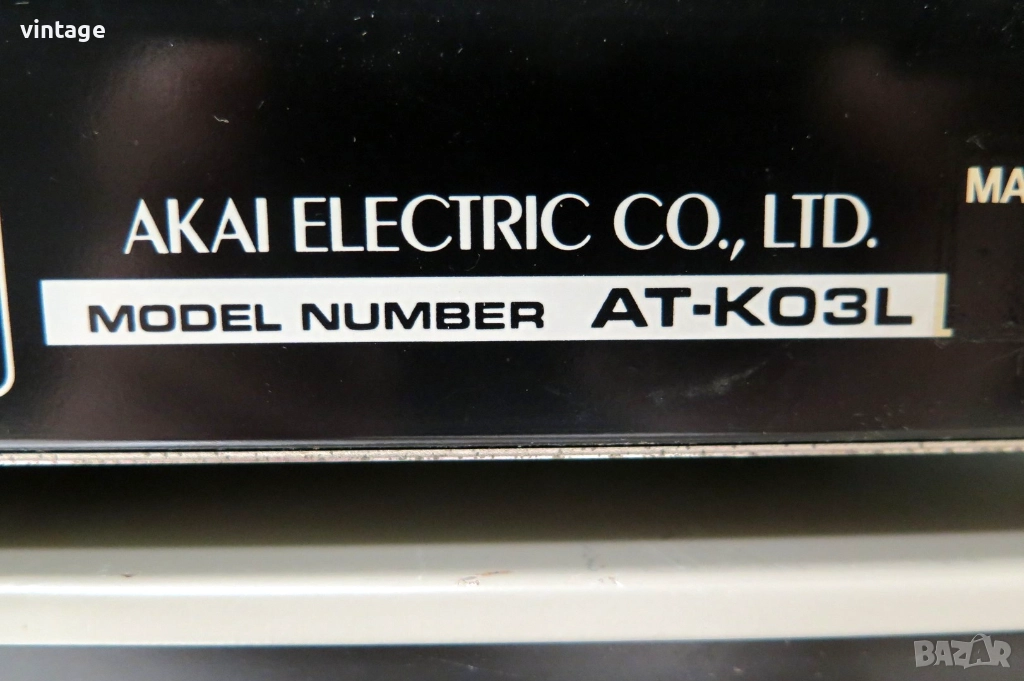 vintage
AKAI ELECTRIC CO., LTD.
MODEL NUMBER AT-K03L
MA
BAZAR